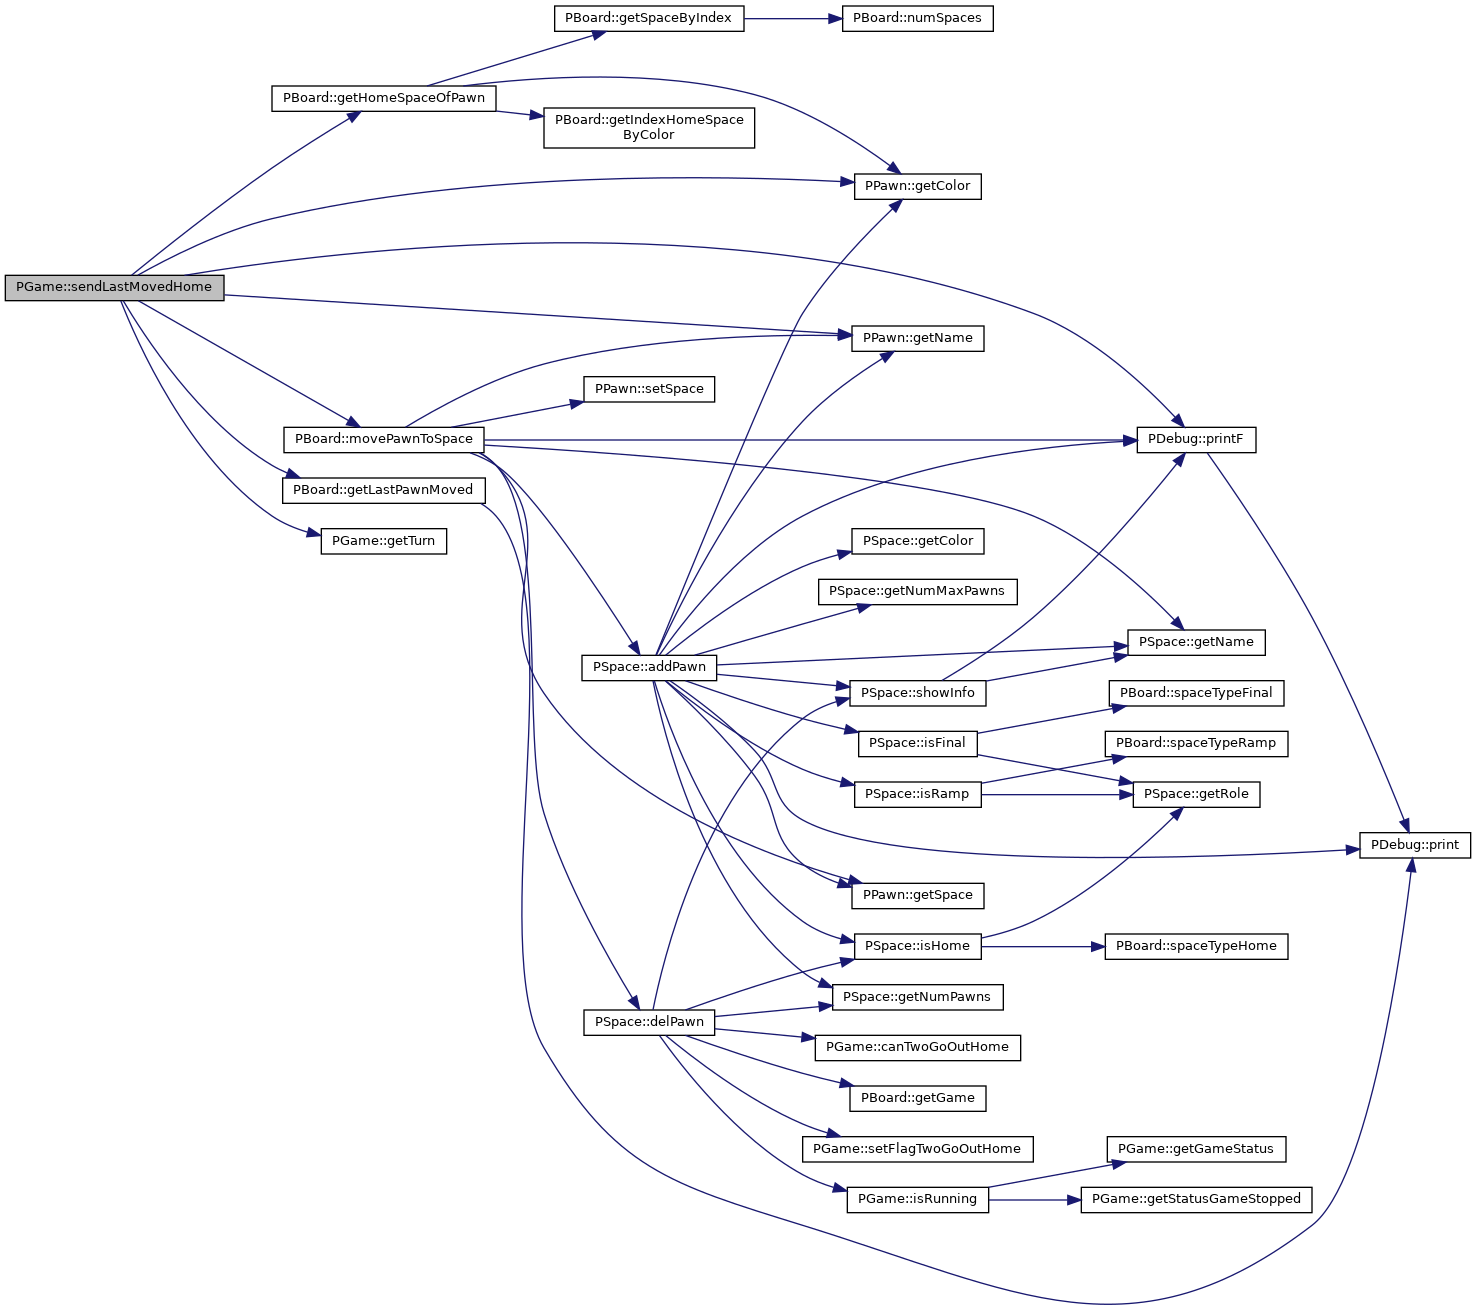 PBoard::getSpaceByIndex
PBoard::numSpaces
PBoard::getHomeSpaceOfPawn
PBoard::getIndexHomeSpace
ByColor
PPawn::getColor
PGame::sendLastMovedHome
PPawn::getName
PPawn::setSpace
PBoard::movePawnToSpace
PDebug::printF
PBoard::getLastPawnMoved
PGame::getTurn
PSpace::getColor
PSpace::getNumMaxPawns
PSpace::getName
PSpace::addPawn
PSpace::showInfo
PBoard::spaceTypeFinal
PSpace::isFinal
PBoard::spaceTypeRamp
PSpace::isRamp
PSpace::getRole
PDebug::print
PPawn::getSpace
PSpace::isHome
PBoard::spaceTypeHome
PSpace::getNumPawns
PSpace::delPawn
PGame::canTwoGoOutHome
PBoard::getGame
PGame::setFlagTwoGoOutHome
PGame::getGameStatus
PGame::isRunning
PGame::getStatusGameStopped